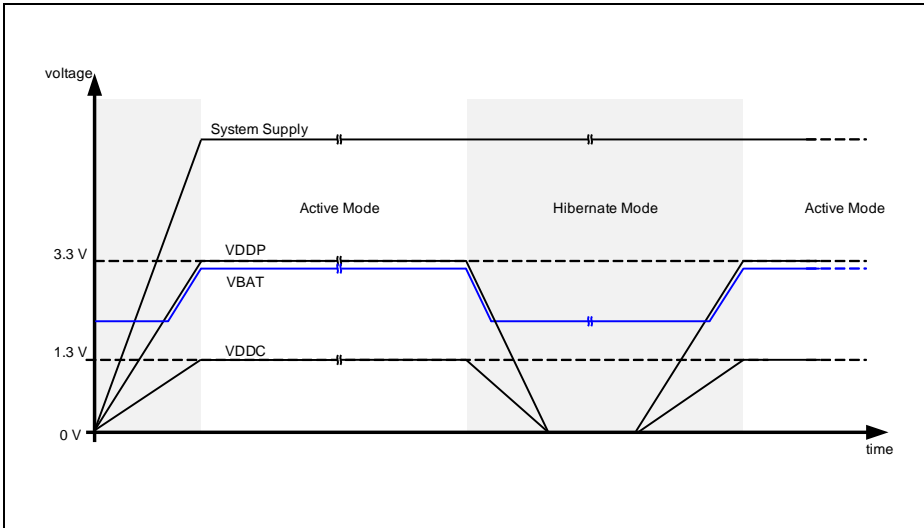 voltage
System Supply
Active Mode
Hibernate Mode
Active Mode
3.3 V
VDDP
VBAT
1.3 V
VDDC
0 V
time